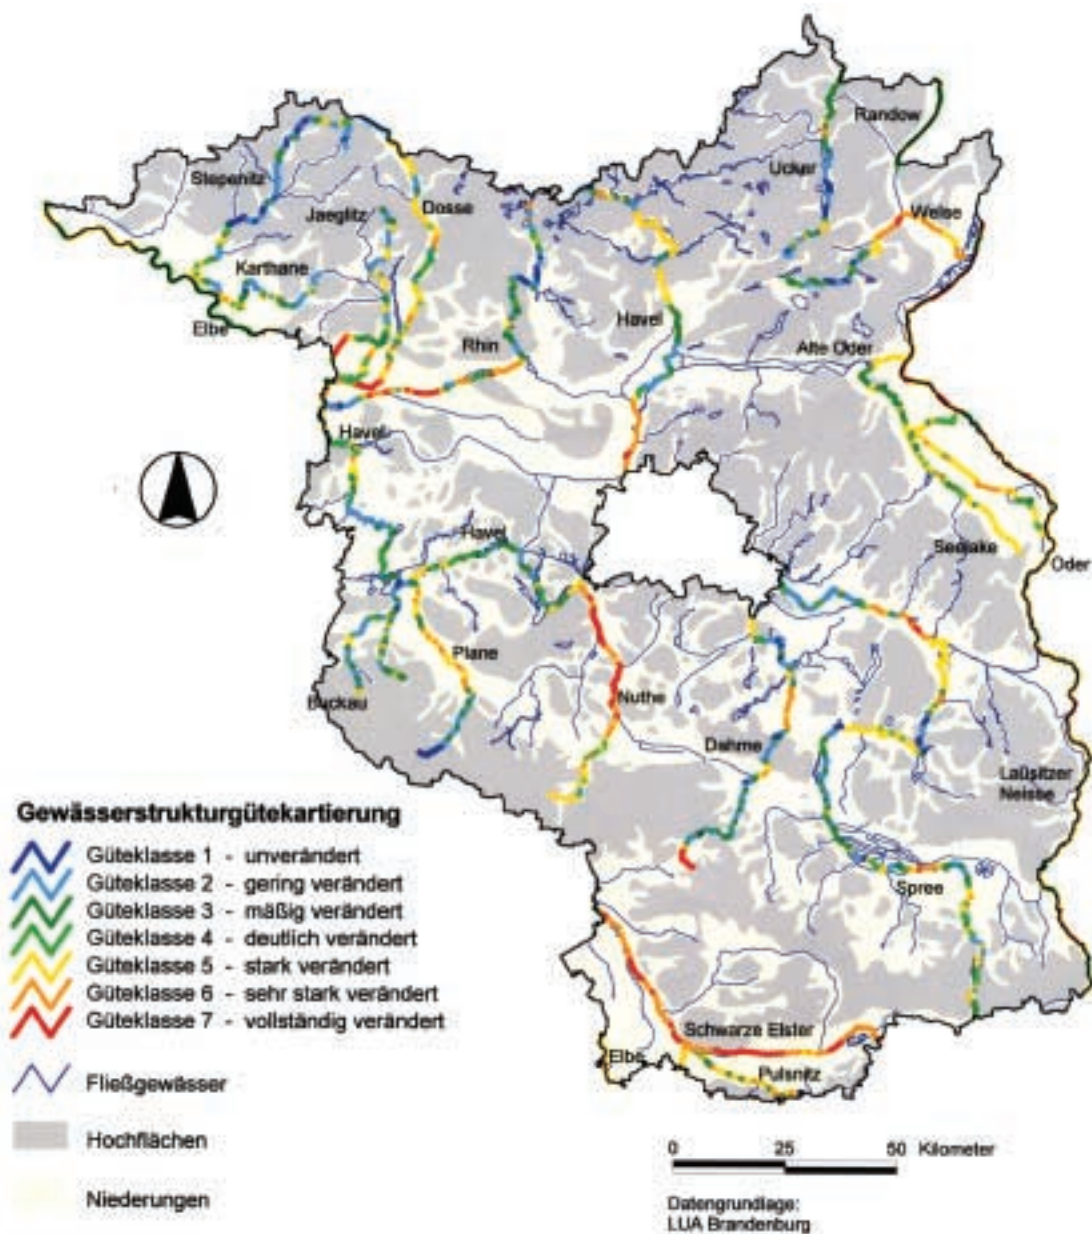 Randow
Ucker
Stepenitz
Jaeglitz
Dosse
Welse
Karthane
Elbe
Havel
Rhin
Alte Oder
Havel
Havel
Seelake
Oder
Plane
Buckau
Nuthe
Dahme
Laüsitzer
Neisse
Gewässerstrukturgütekartierung
Güteklasse 1 - unverändert
Güteklasse 2 - gering verändert
Güteklasse 3 - mäßig verändert
Güteklasse 4 - deutlich verändert
Güteklasse 5 - stark verändert
Güteklasse 6 - sehr stark verändert
Güteklasse 7 - vollständig verändert
Spree
Schwarze Elster
Elbe
Pulsnitz
Fließgewässer
Hochflächen
Niederungen
0 25 50 Kilometer
Datengrundlage:
LUA Brandenburg